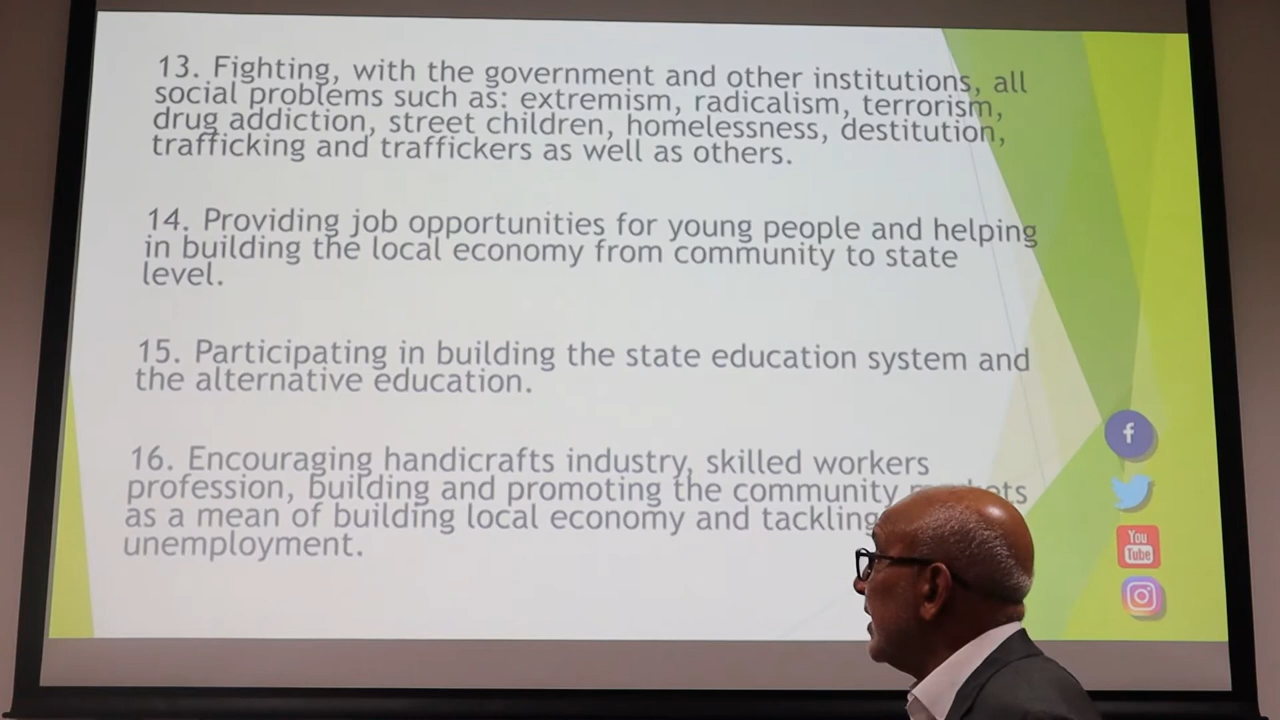 13. Fighting, with the government and other institutions, all
social problems such as: extremism, radicalism, terrorism,
drug addiction, street children, homelessness, destitution,
trafficking and traffickers as well as others.
14. Providing job opportunities for young people and helping
in building the local economy from community to state
level.
15. Participating in building the state education system and
the alternative education.
16. Encouraging handicrafts industry, skilled workers
profession, building and promoting the community
as a mean of building local economy and tackling
unemployment.
f
You
Tube